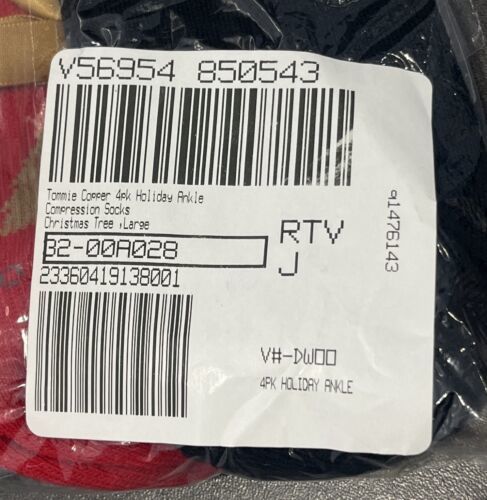 V56954 850543
Tommie Copper 4pk Holiday Ankle
Compression Socks
Christmas Tree ,Large
32-00A028
23360419138001
RTV
J
q1476143
V#-DW00
4PK HOLIDAY ANKLE